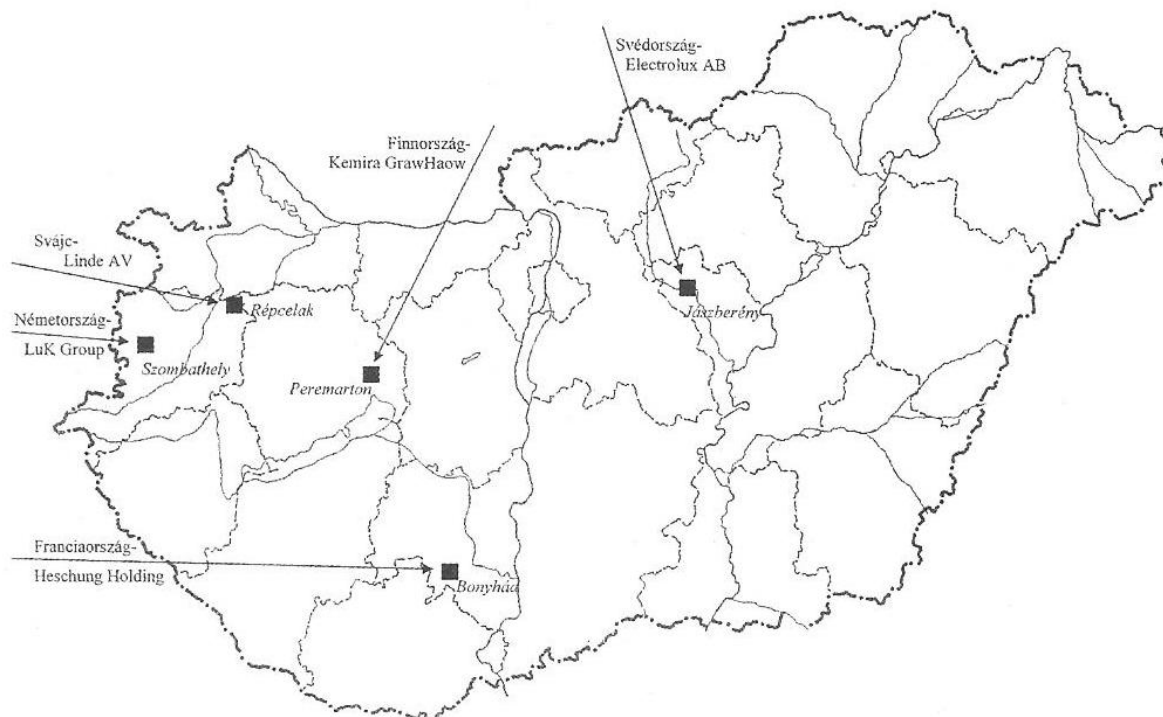 Svédország-
Electrolux AB
Finnország-
Kemira GrawHaow
Svájc-
Linde AV
Répcelak
Jászberény
Németország-
LuK Group
Szombathely
Peremarton
Franciaország-
Heschung Holding
Bonyhád